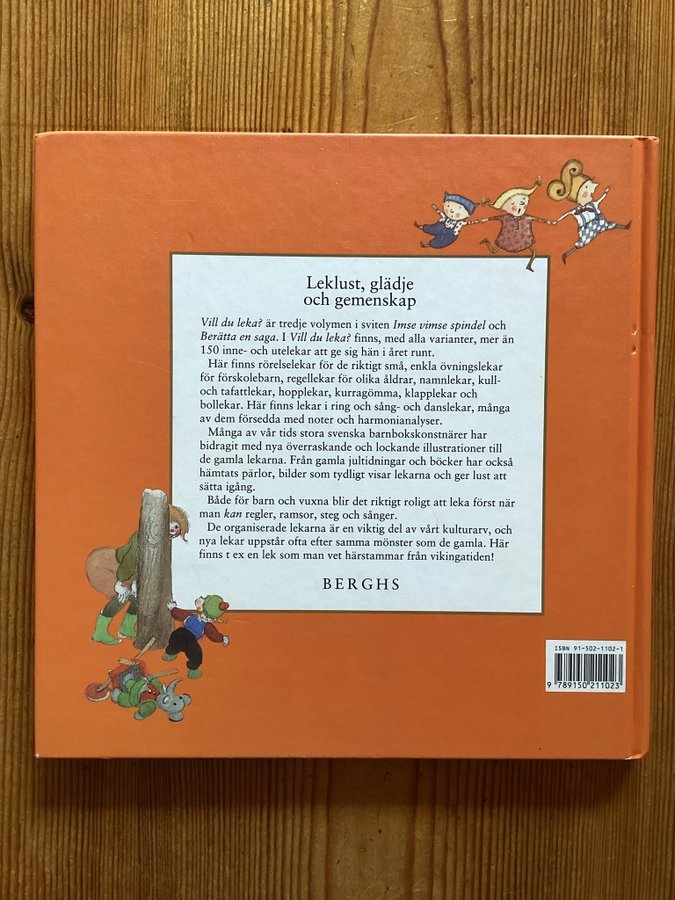 Leklust, glädje
och gemenskap
Vill du leka? är tredje volymen i sviten Imse vimse spindel och
Berätta en saga. I Vill du leka? finns, med alla varianter, mer än
150 inne- och utelekar att ge sig hän i året runt.
Här finns rörelselekar för de riktigt små, enkla övningslekar
för förskolebarn, regellekar för olika åldrar, namnlekar, kull-
och tafattlekar, hopplekar, kurragömma, klapplekar och
bollekar. Här finns lekar i ring och sång- och danslekar, många
av dem försedda med noter och harmonianalyser.
Många av vår tids stora svenska barnbokskonstnärer har
bidragit med nya överraskande och lockande illustrationer till
de gamla lekarna. Från gamla jultidningar och böcker har också
hämtats pärlor, bilder som tydligt visar lekarna och ger lust att
sätta igång.
Både för barn och vuxna blir det riktigt roligt att leka först när
man kan regler, ramsor, steg och sånger.
De organiserade lekarna är en viktig del av vårt kulturarv, och
nya lekar uppstår ofta efter samma mönster som de gamla. Här
finns t ex en lek som man vet härstammar från vikingatiden!
BERGHS
ISBN 91-502-1102-1
9 789150 211023